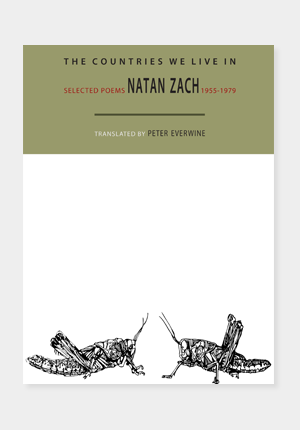 THE COUNTRIES WE LIVE IN
SELECTED POEMS NATAN ZACH 1955-1979
TRANSLATED BY PETER EVERWINE